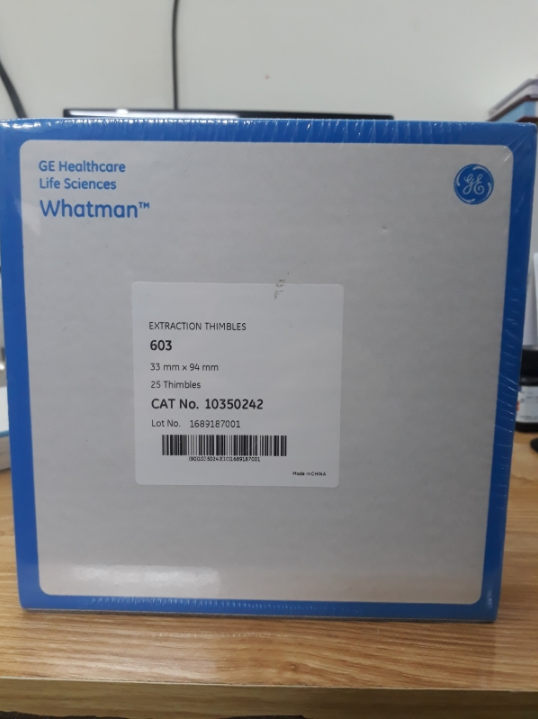 GE Healthcare
Life Sciences
Whatman™
GE
EXTRACTION THIMBLES
603
33 mm × 94 mm
25 Thimbles
CAT No. 10350242
Lot No. 1689187001
Made in CHINA